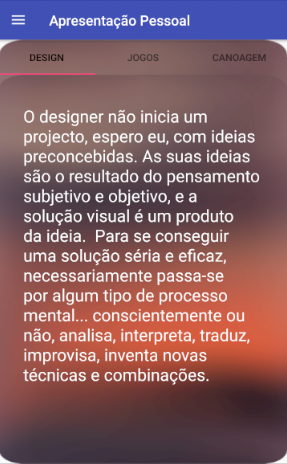 Apresentação Pessoal
DESIGN JOGOS CANOAGEM
O designer não inicia um
projecto, espero eu, com ideias
preconcebidas. As suas ideias
são o resultado do pensamento
subjetivo e objetivo, e a
solução visual é um produto
da ideia. Para se conseguir
uma solução séria e eficaz,
necessariamente passa-se
por algum tipo de processo
mental... conscientemente ou
não, analisa, interpreta, traduz,
improvisa, inventa novas
técnicas e combinações.